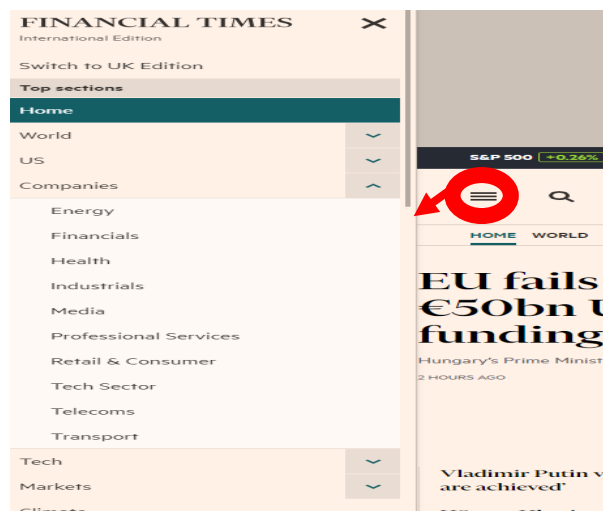 FINANCIAL TIMES
International Edition
Switch to UK Edition
Top sections
Home
World
US
Companies
Energy
Financials
Health
Industrials
Media
Professional Services
Retail & Consumer
Tech Sector
Telecoms
Transport
Tech
Markets
Climate
S&P 500 +0.26%
HOME WORLD
EU fails
€50bn
funding
Hungary's Prime Minist
2 HOURS AGO
Vladimir Putin
are achieved'